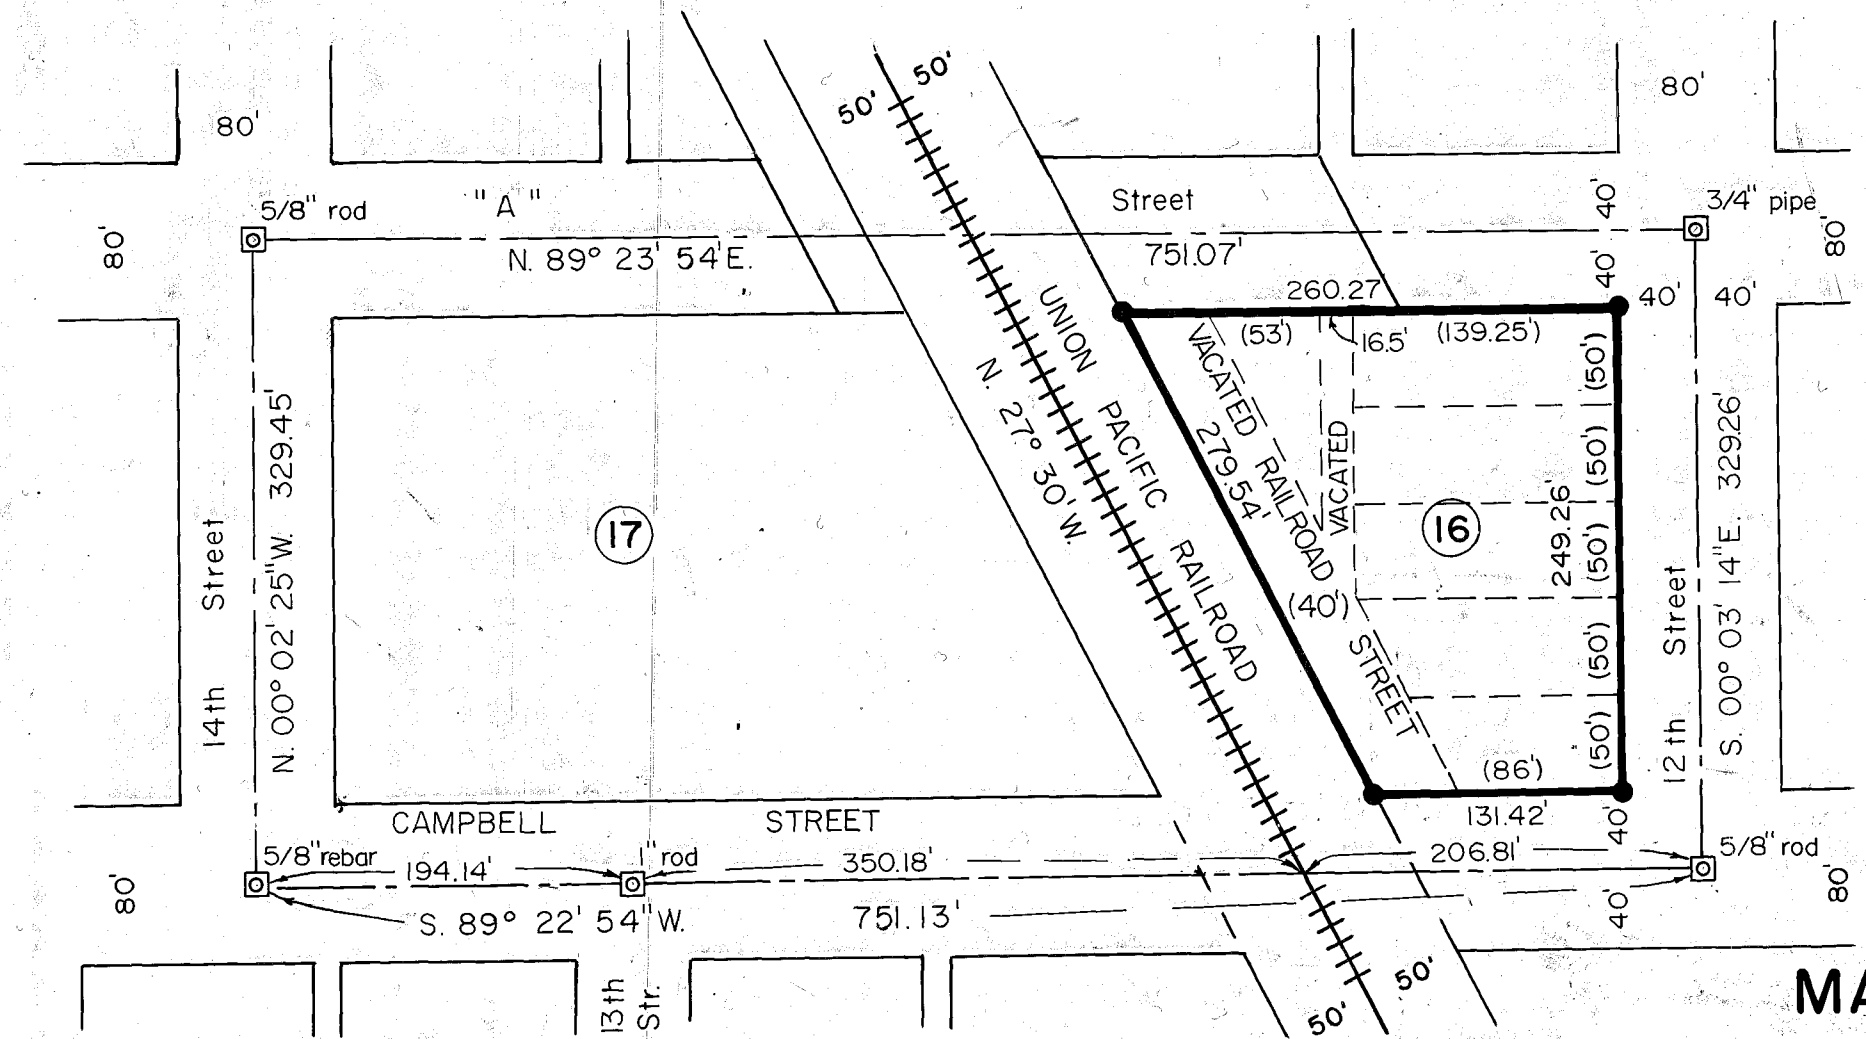 50'
50'
80'
80'
5/8" rod
"A"
Street
40'
3/4" pipe
80'
80'
N. 89° 23' 54' E.
751.07'
40'
260.27'
40'
40'
(53')
16.5'
(139.25')
UNION PACIFIC RAILROAD
N. 27° 30' W.
VACATED RAILROAD STREET
279.54'
VACATED
(40')
(50')
(50')
(50')
(50')
(50')
249.26'
17
16
14th Street
N. 00° 02' 25" W. 329.45'
12th Street
S. 00° 03' 14" E. 329.26'
(86')
131.42'
CAMPBELL STREET
40'
5/8" rebar
194.14'
1" rod
350.18'
206.81'
5/8" rod
80'
80'
S. 89° 22' 54" W.
751.13'
40'
13th Str.
50'
50'
MA